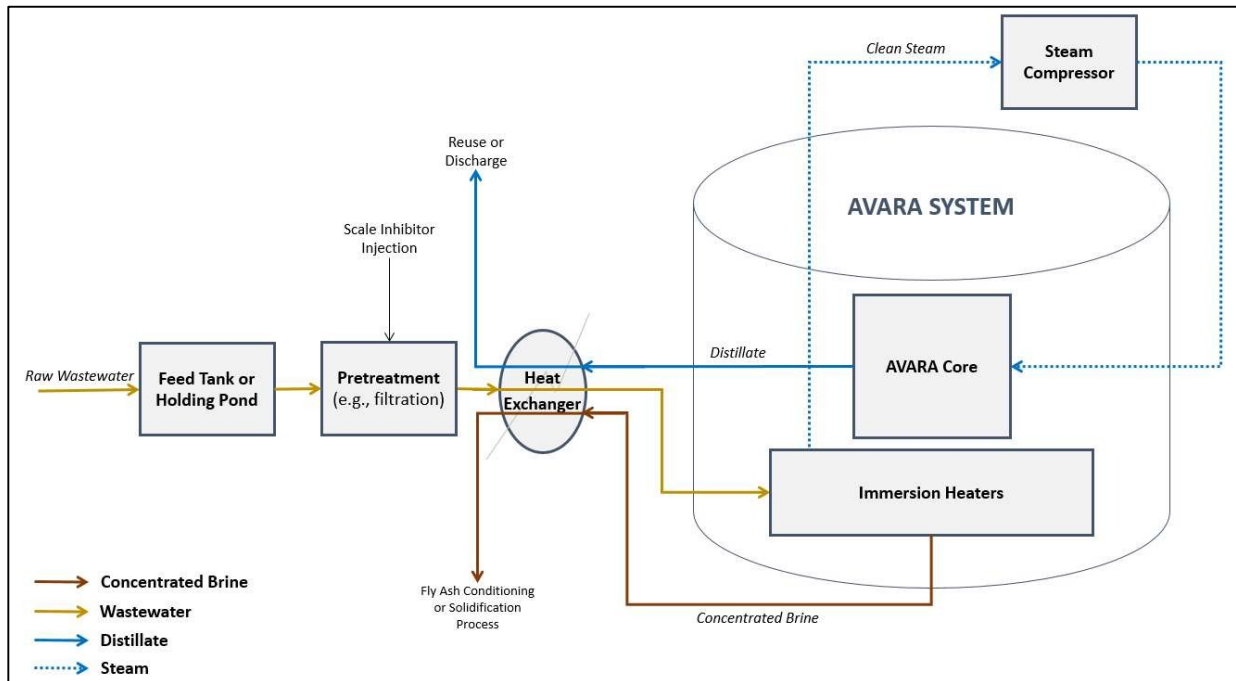 Clean Steam
Steam
Compressor
Reuse or
Discharge
AVARA SYSTEM
Scale Inhibitor
Injection
Raw Wastewater
Feed Tank or
Holding Pond
Pretreatment
(e.g., filtration)
Heat
Exchanger
Distillate
AVARA Core
Immersion Heaters
Fly Ash Conditioning
or Solidification
Process
Concentrated Brine
Concentrated Brine
Wastewater
Distillate
Steam